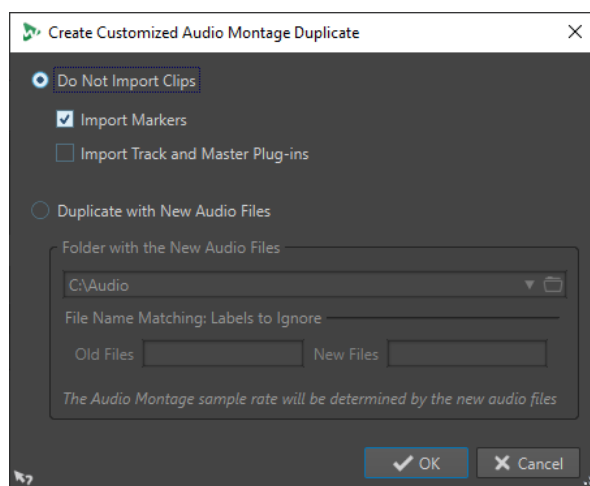 Create Customized Audio Montage Duplicate
Do Not Import Clips
Import Markers
Import Track and Master Plug-ins
Duplicate with New Audio Files
Folder with the New Audio Files
C:\Audio
File Name Matching: Labels to Ignore
Old Files New Files
The Audio Montage sample rate will be determined by the new audio files
OK Cancel